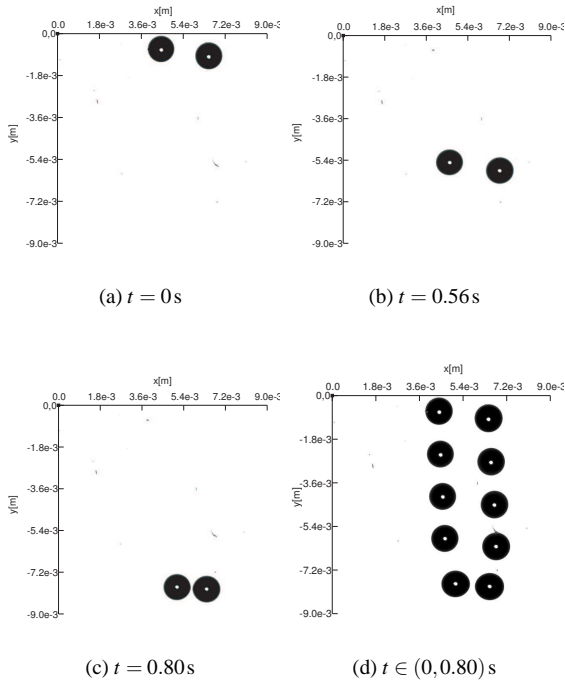 x[m]
0.0 1.8e-3 3.6e-3 5.4e-3 7.2e-3 9.0e-3
0,0
-1.8e-3
-3.6e-3
y[m]
-5.4e-3
-7.2e-3
-9.0e-3
(a) t = 0s
x[m]
0.0 1.8e-3 3.6e-3 5.4e-3 7.2e-3 9.0e-3
0.0
-1.8e-3
-3.6e-3
y[m]
-5.4e-3
-7.2e-3
-9.0e-3
(b) t = 0.56s
x[m]
0.0 1.8e-3 3.6e-3 5.4e-3 7.2e-3 9.0e-3
0,0
-1.8e-3
-3.6e-3
y[m]
-5.4e-3
-7.2e-3
-9.0e-3
(c) t = 0.80s
x[m]
0.0 1.8e-3 3.6e-3 5.4e-3 7.2e-3 9.0e-3
0,0
-1.8e-3
-3.6e-3
y[m]
-5.4e-3
-7.2e-3
-9.0e-3
(d) t ∈ (0,0.80) s